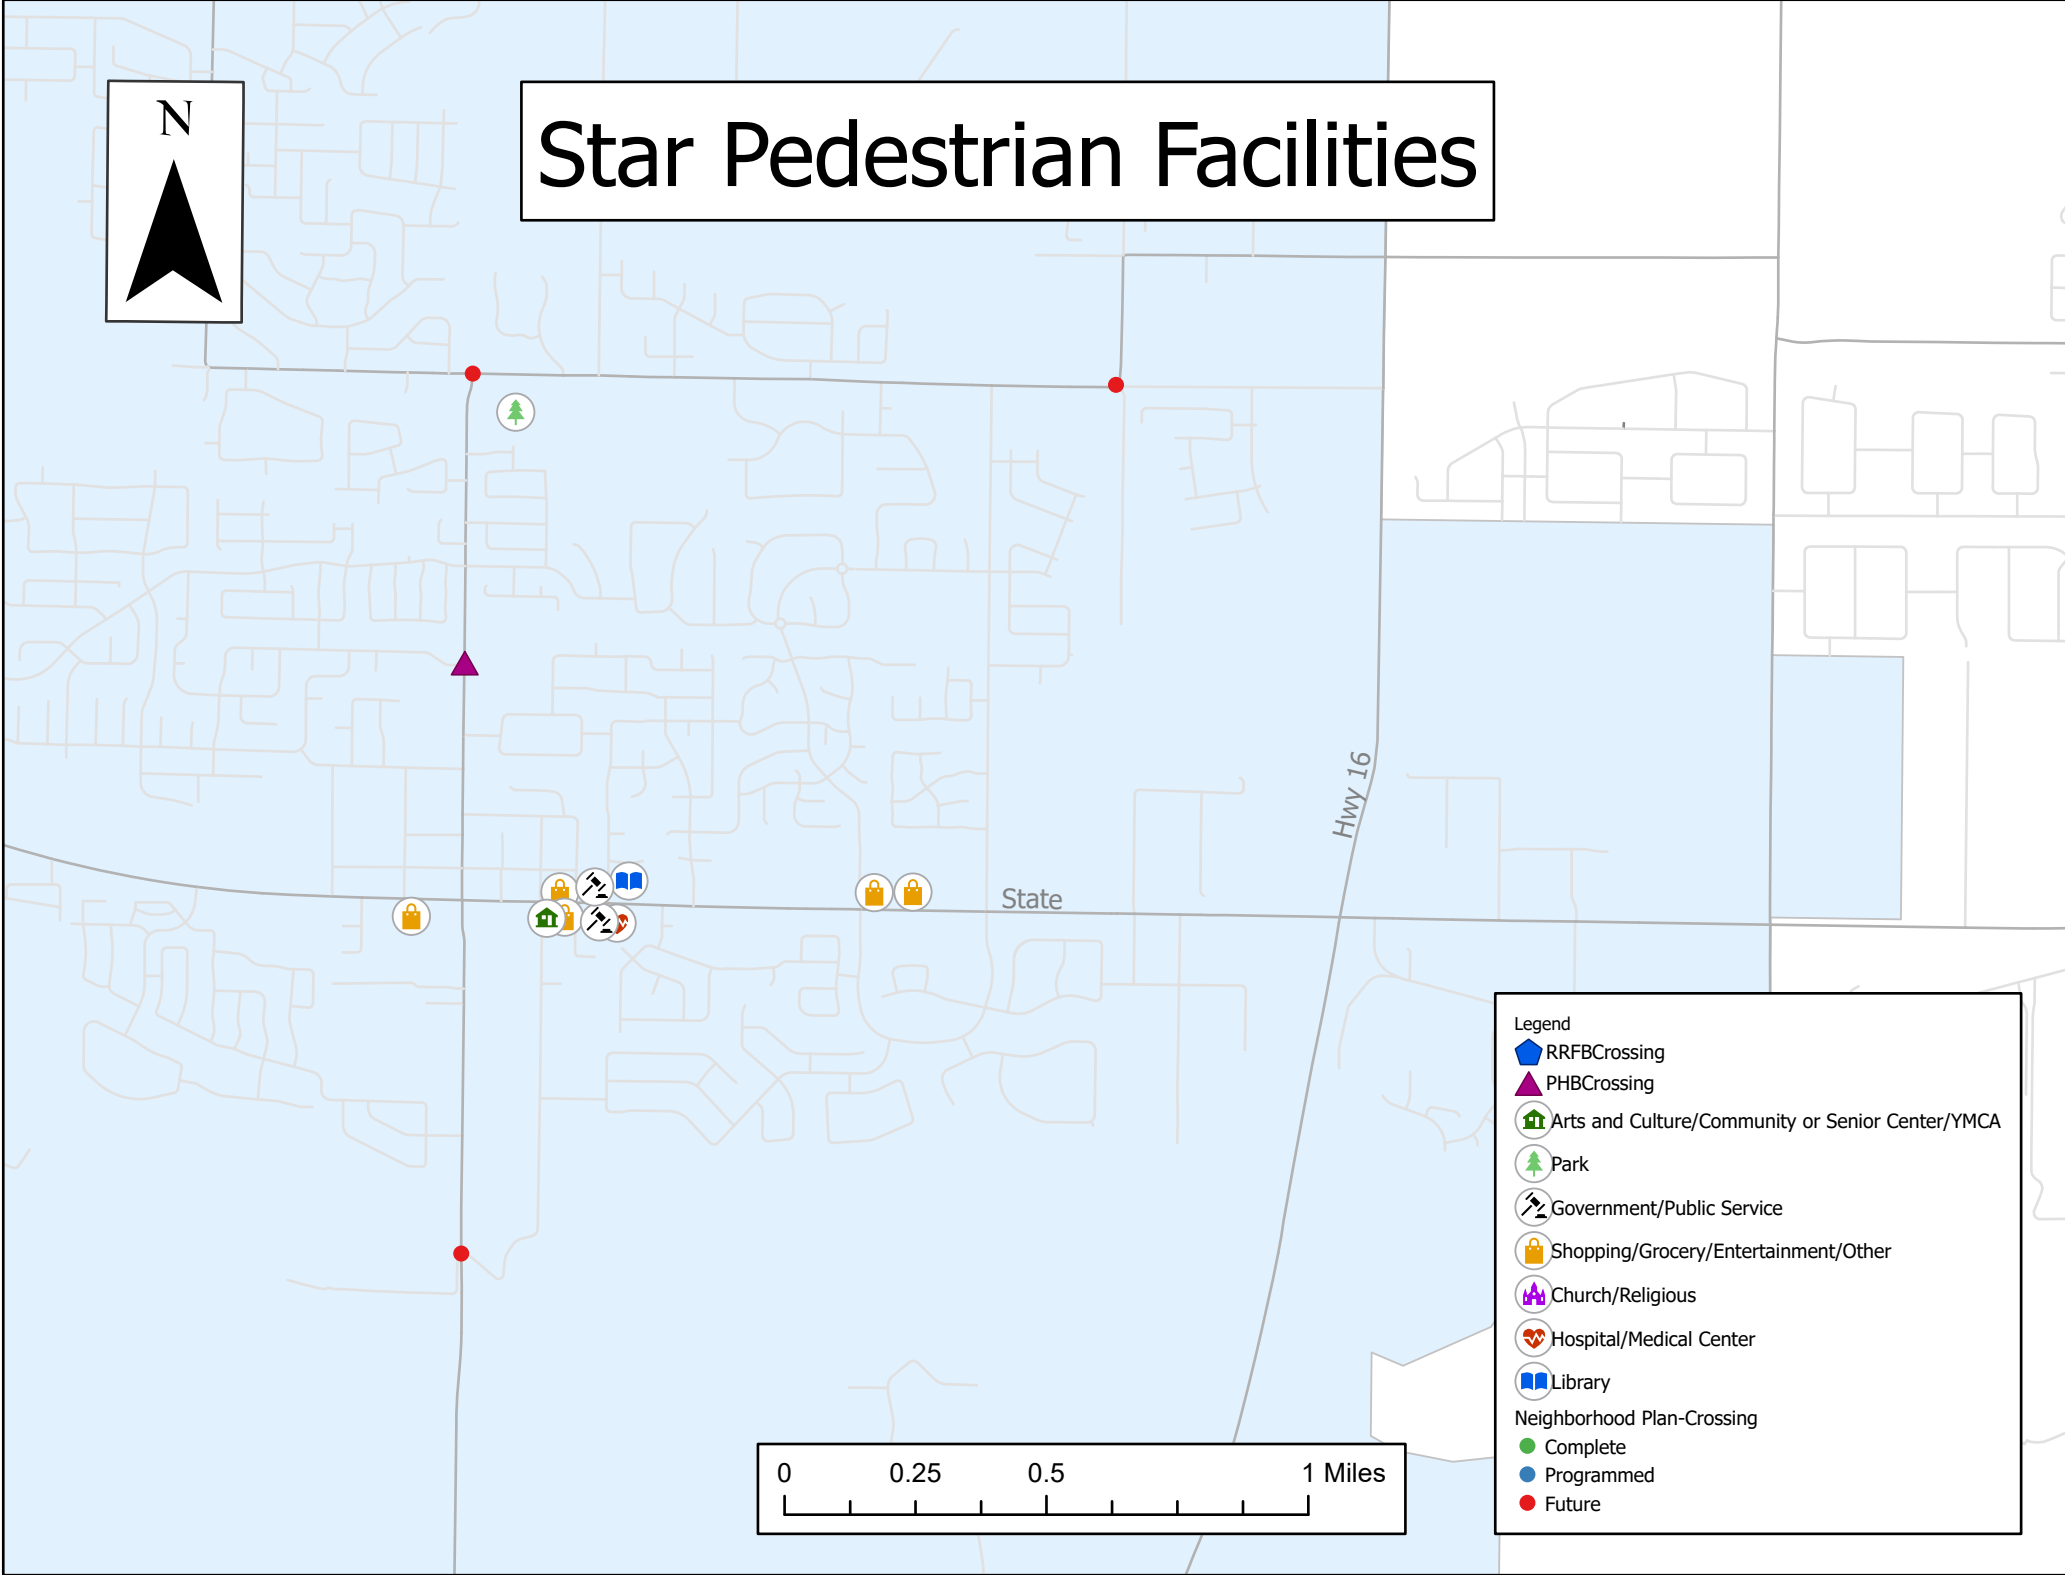 N
Star Pedestrian Facilities
Hwy 16
State
Legend
RRFBCrossing
PHBCrossing
Arts and Culture/Community or Senior Center/YMCA
Park
Government/Public Service
Shopping/Grocery/Entertainment/Other
Church/Religious
Hospital/Medical Center
Library
Neighborhood Plan-Crossing
Complete
Programmed
Future
0 0.25 0.5 1 Miles